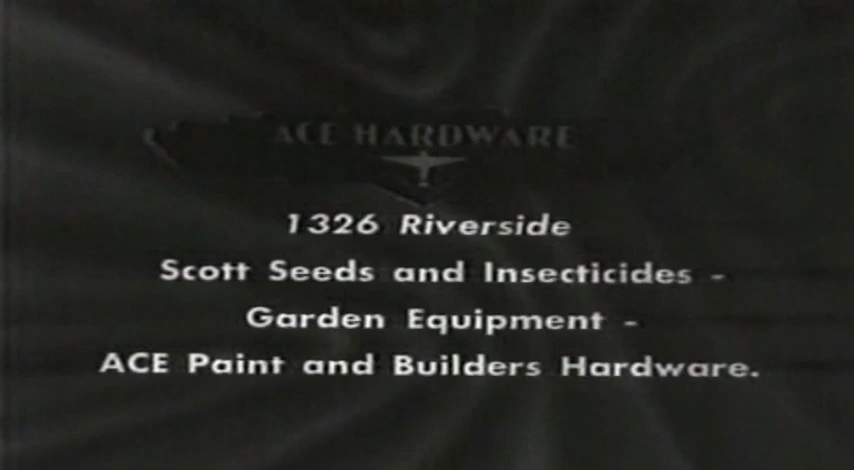 ACE HARDWARE
1326 Riverside
Scott Seeds and Insecticides -
Garden Equipment -
ACE Paint and Builders Hardware.